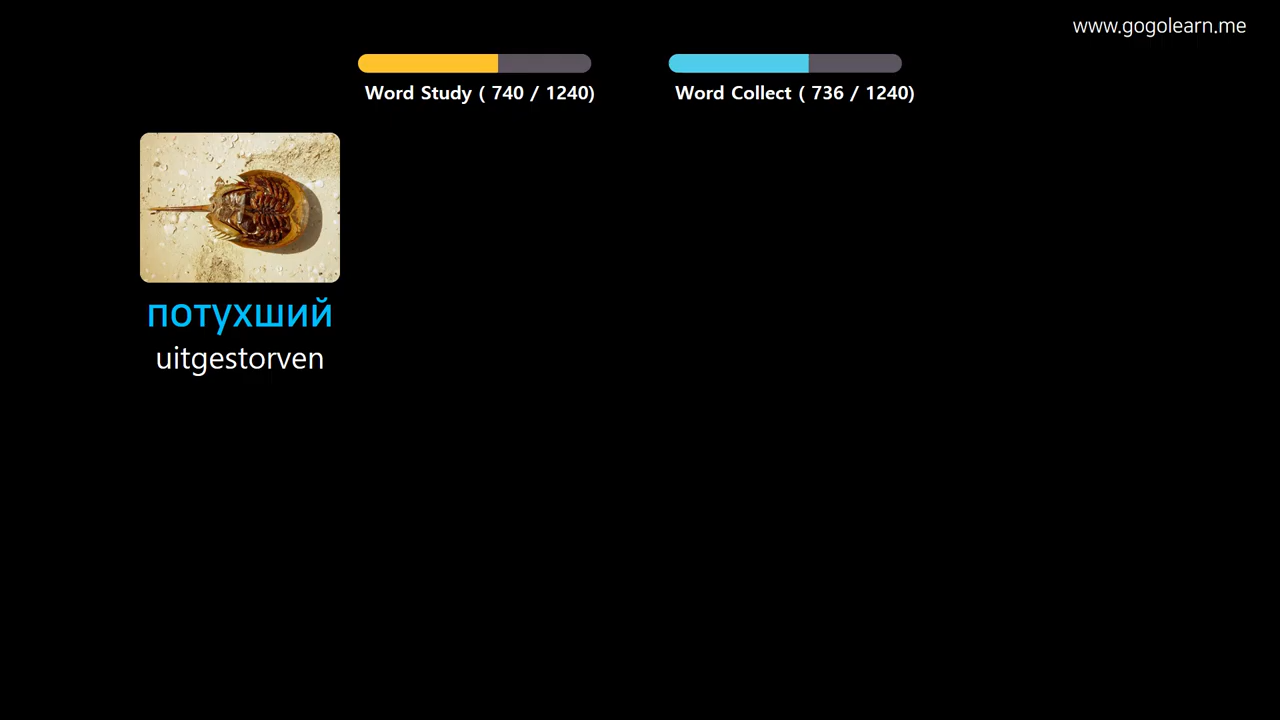 www.gogolearn.me
Word Study ( 740 / 1240)
Word Collect ( 736 / 1240)
потухший
uitgestorven